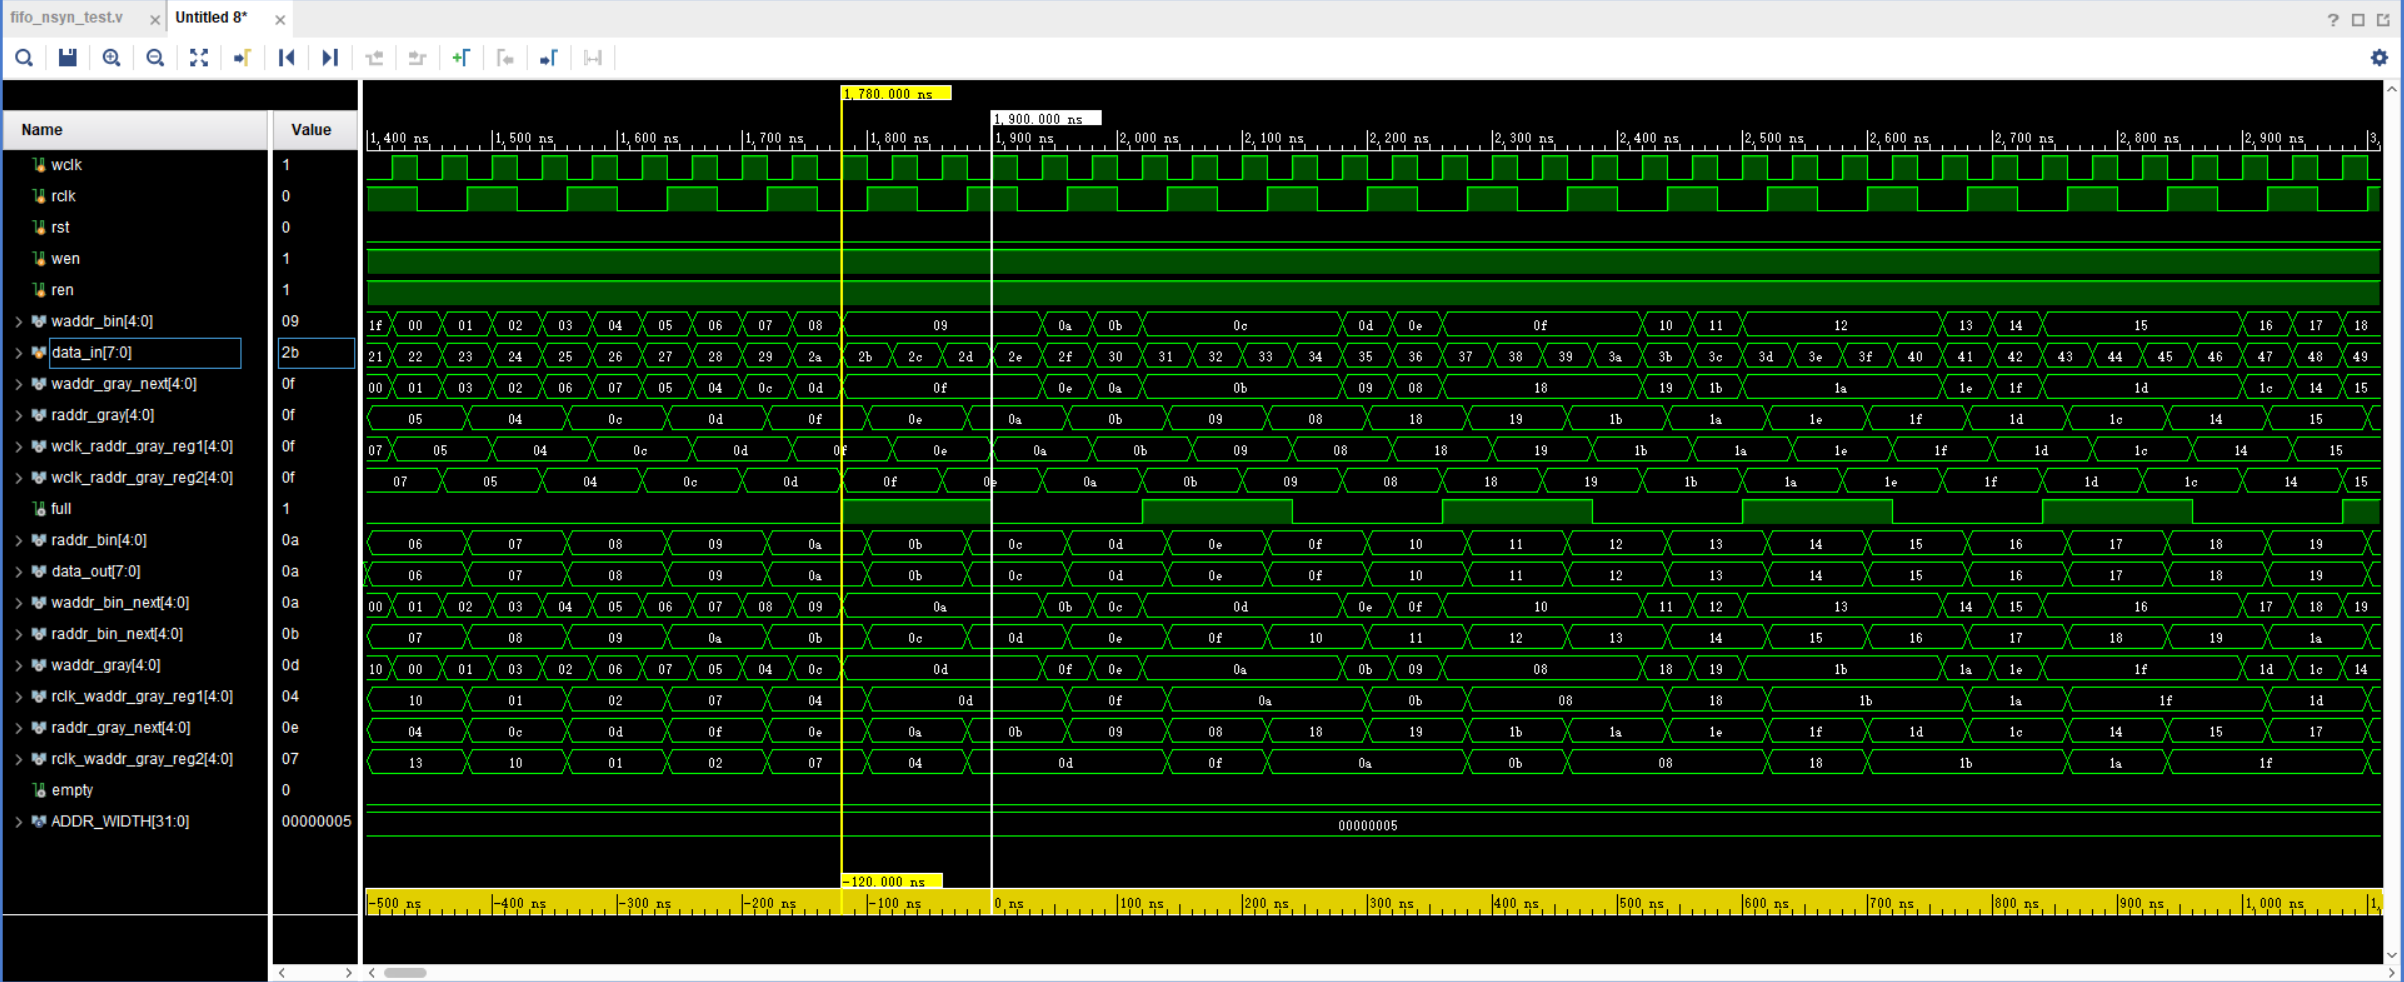 fifo_nsyn_test.v × Untitled 8* ×
?
1,780.000 ns
1,900.000 ns
Name Value 1,400 ns 1,500 ns 1,600 ns 1,700 ns 1,800 ns 1,900 ns 2,000 ns 2,100 ns 2,200 ns 2,300 ns 2,400 ns 2,500 ns 2,600 ns 2,700 ns 2,800 ns 2,900 ns 3,
wclk 1
rclk 0
rst 0
wen 1
ren 1
waddr_bin[4:0] 09 1f 00 01 02 03 04 05 06 07 08 09 0a 0b 0c 0d 0e 0f 10 11 12 13 14 15 16 17 18
data_in[7:0] 2b 21 22 23 24 25 26 27 28 29 2a 2b 2c 2d 2e 2f 30 31 32 33 34 35 36 37 38 39 3a 3b 3c 3d 3e 3f 40 41 42 43 44 45 46 47 48 49
waddr_gray_next[4:0] 0f 00 01 03 02 06 07 05 04 0c 0d 0f 0e 0a 0b 09 08 18 19 1b 1a 1e 1f 1d 1c 14 15
raddr_gray[4:0] 0f 05 04 0c 0d 0f 0e 0a 0b 09 08 18 19 1b 1a 1e 1f 1d 1c 14 15
wclk_raddr_gray_reg1[4:0] 0f 07 05 04 0c 0d 0f 0e 0a 0b 09 08 18 19 1b 1a 1e 1f 1d 1c 14 15
wclk_raddr_gray_reg2[4:0] 0f 07 05 04 0c 0d 0f 0e 0a 0b 09 08 18 19 1b 1a 1e 1f 1d 1c 14 15
full 1
raddr_bin[4:0] 0a 06 07 08 09 0a 0b 0c 0d 0e 0f 10 11 12 13 14 15 16 17 18 19
data_out[7:0] 0a 06 07 08 09 0a 0b 0c 0d 0e 0f 10 11 12 13 14 15 16 17 18 19
waddr_bin_next[4:0] 0a 00 01 02 03 04 05 06 07 08 09 0a 0b 0c 0d 0e 0f 10 11 12 13 14 15 16 17 18 19
raddr_bin_next[4:0] 0b 07 08 09 0a 0b 0c 0d 0e 0f 10 11 12 13 14 15 16 17 18 19 1a
waddr_gray[4:0] 0d 10 00 01 03 02 06 07 05 04 0c 0d 0f 0e 0a 0b 09 08 18 19 1b 1a 1e 1f 1d 1c 14
rclk_waddr_gray_reg1[4:0] 04 10 01 02 07 04 0d 0f 0a 0b 08 18 1b 1a 1f 1d
raddr_gray_next[4:0] 0e 04 0c 0d 0f 0e 0a 0b 09 08 18 19 1b 1a 1e 1f 1d 1c 14 15 17
rclk_waddr_gray_reg2[4:0] 07 13 10 01 02 07 04 0d 0f 0a 0b 08 18 1b 1a 1f
empty 0
ADDR_WIDTH[31:0] 00000005 00000005
-120.000 ns
-500 ns -400 ns -300 ns -200 ns -100 ns 0 ns 100 ns 200 ns 300 ns 400 ns 500 ns 600 ns 700 ns 800 ns 900 ns 1,000 ns 1,